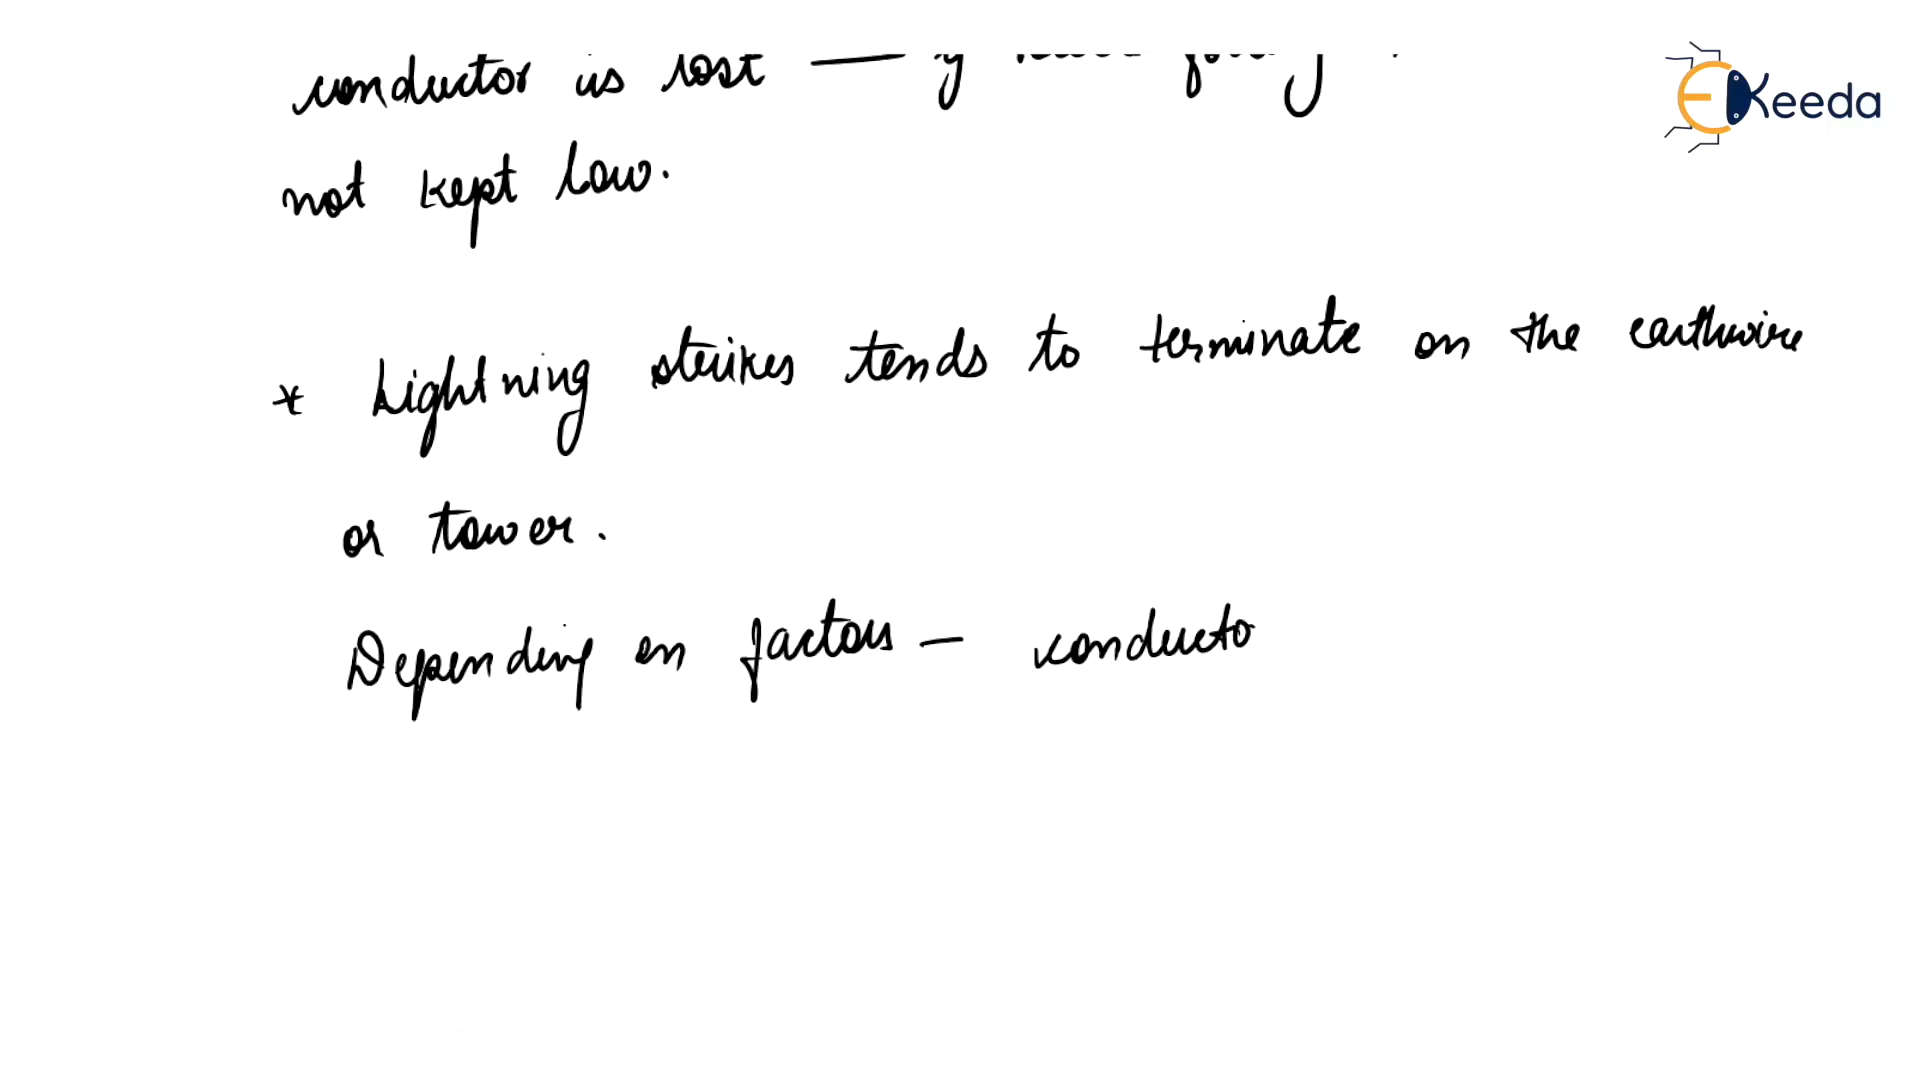 conductor is lost — if
EKeeda
not kept low.
* Lightning strikes tends to terminate on the earthwire
or tower.
Depending on factors – conducto